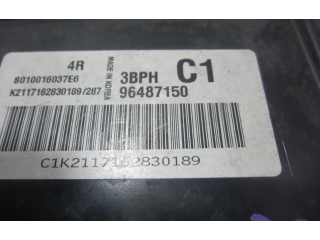 4R
S010016037E6
K2117162830189/287
MADE IN KOREA
3BPH C1
96487150
C1K2117162830189